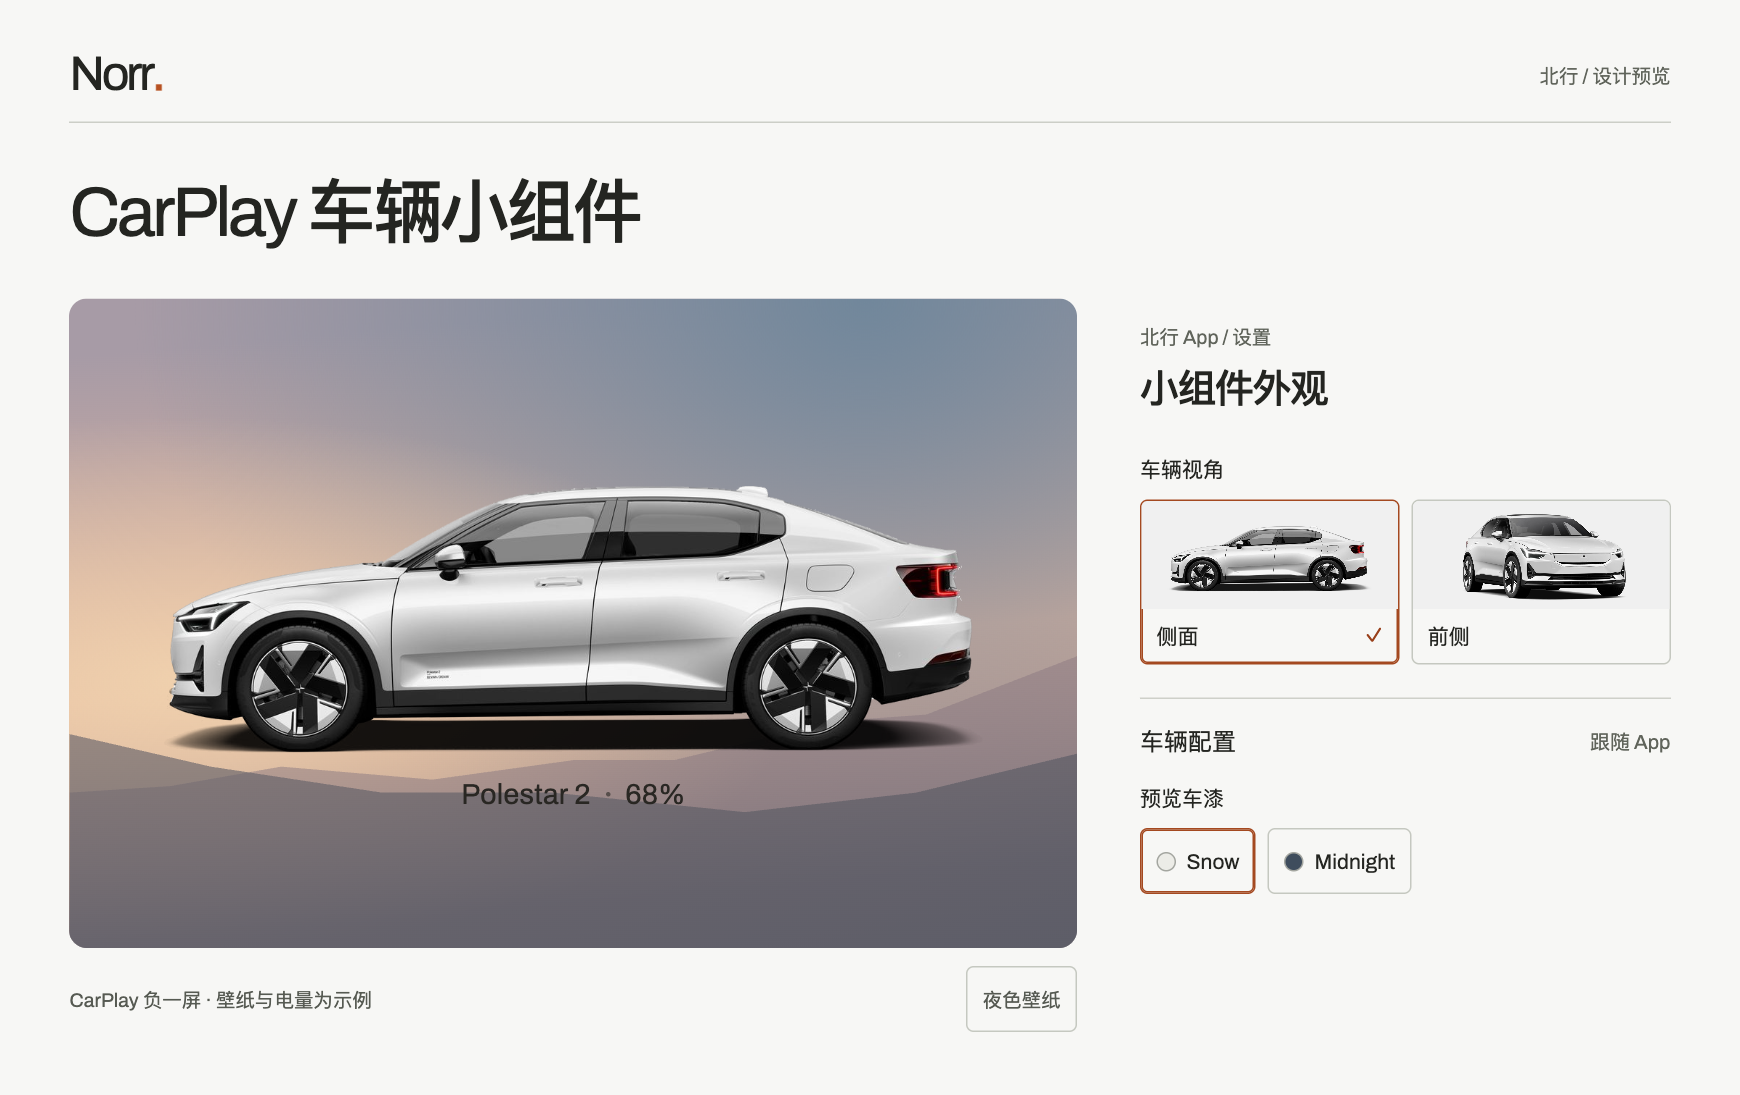 Norr.
北行 / 设计预览
CarPlay 车辆小组件
Polestar 2 · 68%
CarPlay 负一屏 · 壁纸与电量为示例
夜色壁纸
北行 App / 设置
小组件外观
车辆视角
侧面
前侧
车辆配置
跟随 App
预览车漆
Snow
Midnight